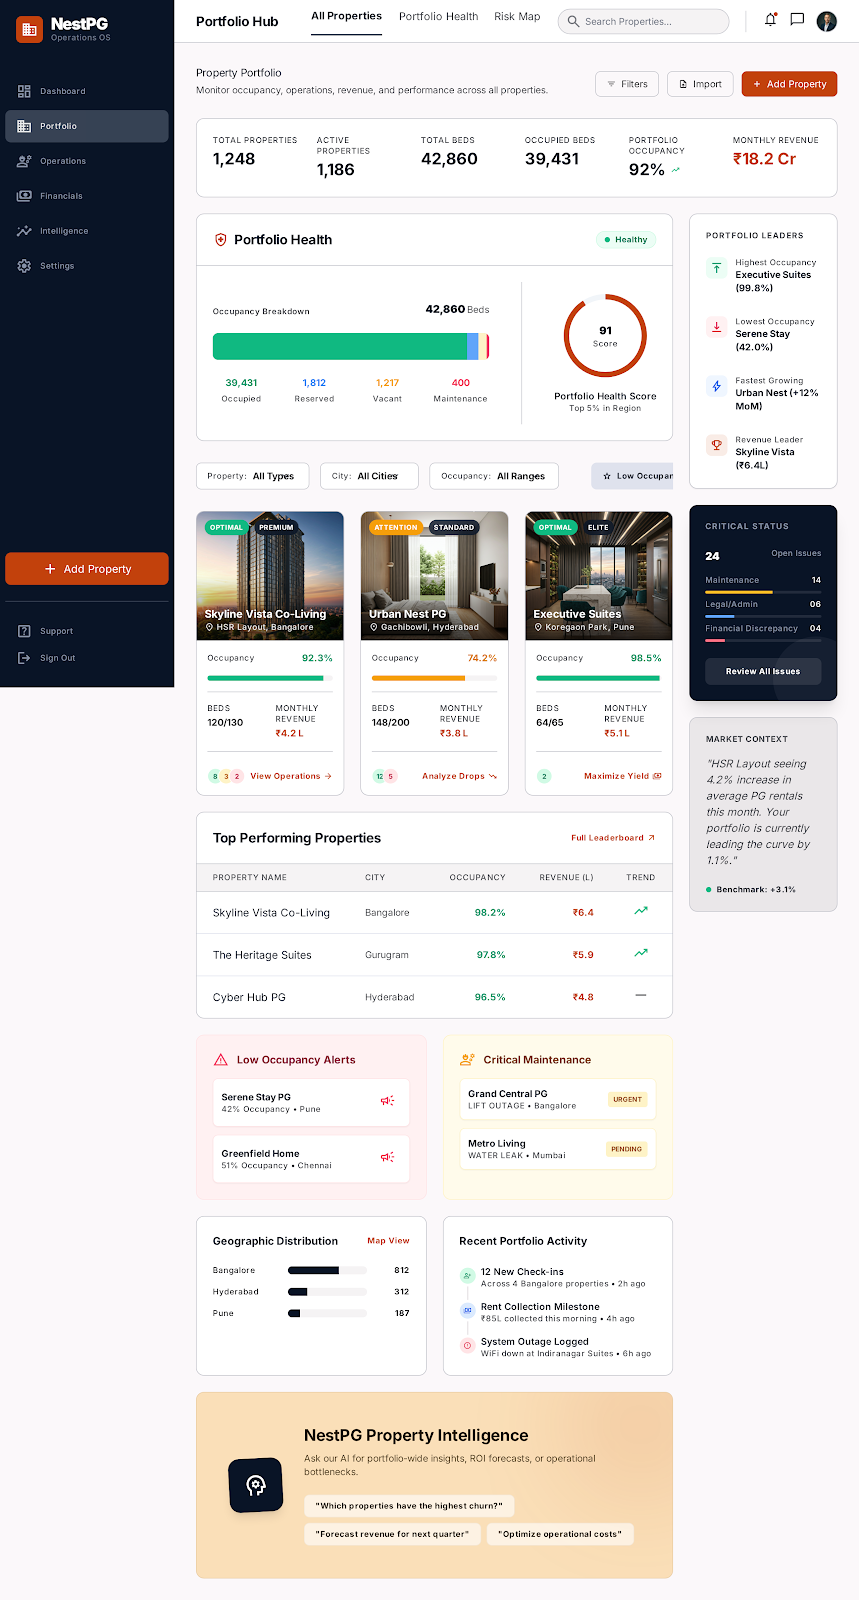 NestPG
Operations OS
Dashboard
Portfolio
Operations
Financials
Intelligence
Settings
Add Property
Support
Sign Out
Portfolio Hub
All Properties
Portfolio Health
Risk Map
Search Properties...
Property Portfolio
Monitor occupancy, operations, revenue, and performance across all properties.
Filters
Import
Add Property
TOTAL PROPERTIES
1,248
ACTIVE
PROPERTIES
1,186
TOTAL BEDS
42,860
OCCUPIED BEDS
39,431
PORTFOLIO
OCCUPANCY
92%
MONTHLY REVENUE
₹18.2 Cr
Portfolio Health
Healthy
Occupancy Breakdown
42,860 Beds
39,431
Occupied
1,812
Reserved
1,217
Vacant
400
Maintenance
91
Score
Portfolio Health Score
Top 5% in Region
Property: All Types
City: All Cities
Occupancy: All Ranges
Low Occupan
OPTIMAL
PREMIUM
Skyline Vista Co-Living
HSR Layout, Bangalore
Occupancy
92.3%
BEDS
120/130
MONTHLY
REVENUE
₹4.2 L
8
3
2
View Operations
ATTENTION
STANDARD
Urban Nest PG
Gachibowli, Hyderabad
Occupancy
74.2%
BEDS
148/200
MONTHLY
REVENUE
₹3.8 L
12
5
Analyze Drops
OPTIMAL
ELITE
Executive Suites
Koregaon Park, Pune
Occupancy
98.5%
BEDS
64/65
MONTHLY
REVENUE
₹5.1 L
2
Maximize Yield
Top Performing Properties
Full Leaderboard
PROPERTY NAME
CITY
OCCUPANCY
REVENUE (L)
TREND
Skyline Vista Co-Living
Bangalore
98.2%
₹6.4
The Heritage Suites
Gurugram
97.8%
₹5.9
Cyber Hub PG
Hyderabad
96.5%
₹4.8
Low Occupancy Alerts
Serene Stay PG
42% Occupancy • Pune
Greenfield Home
51% Occupancy • Chennai
Critical Maintenance
Grand Central PG
LIFT OUTAGE • Bangalore
URGENT
Metro Living
WATER LEAK • Mumbai
PENDING
Geographic Distribution
Map View
Bangalore
812
Hyderabad
312
Pune
187
Recent Portfolio Activity
12 New Check-ins
Across 4 Bangalore properties • 2h ago
Rent Collection Milestone
₹85L collected this morning • 4h ago
System Outage Logged
WiFi down at Indiranagar Suites • 6h ago
NestPG Property Intelligence
Ask our AI for portfolio-wide insights, ROI forecasts, or operational
bottlenecks.
"Which properties have the highest churn?"
"Forecast revenue for next quarter"
"Optimize operational costs"
PORTFOLIO LEADERS
Highest Occupancy
Executive Suites
(99.8%)
Lowest Occupancy
Serene Stay
(42.0%)
Fastest Growing
Urban Nest (+12%
MoM)
Revenue Leader
Skyline Vista
(₹6.4L)
CRITICAL STATUS
24
Open Issues
Maintenance
14
Legal/Admin
06
Financial Discrepancy
04
Review All Issues
MARKET CONTEXT
"HSR Layout seeing
4.2% increase in
average PG rentals
this month. Your
portfolio is currently
leading the curve by
1.1%."
Benchmark: +3.1%